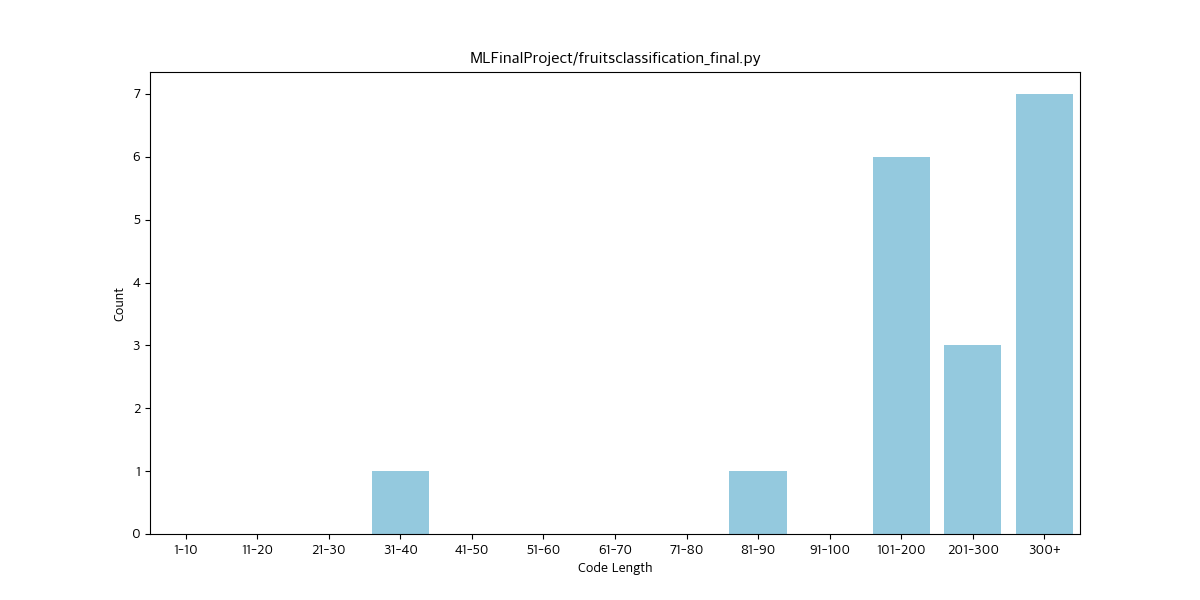 MLFinalProject/fruitsclassification_final.py
Count
7
6
5
4
3
2
1
0
1-10 11-20 21-30 31-40 41-50 51-60 61-70 71-80 81-90 91-100 101-200 201-300 300+
Code Length